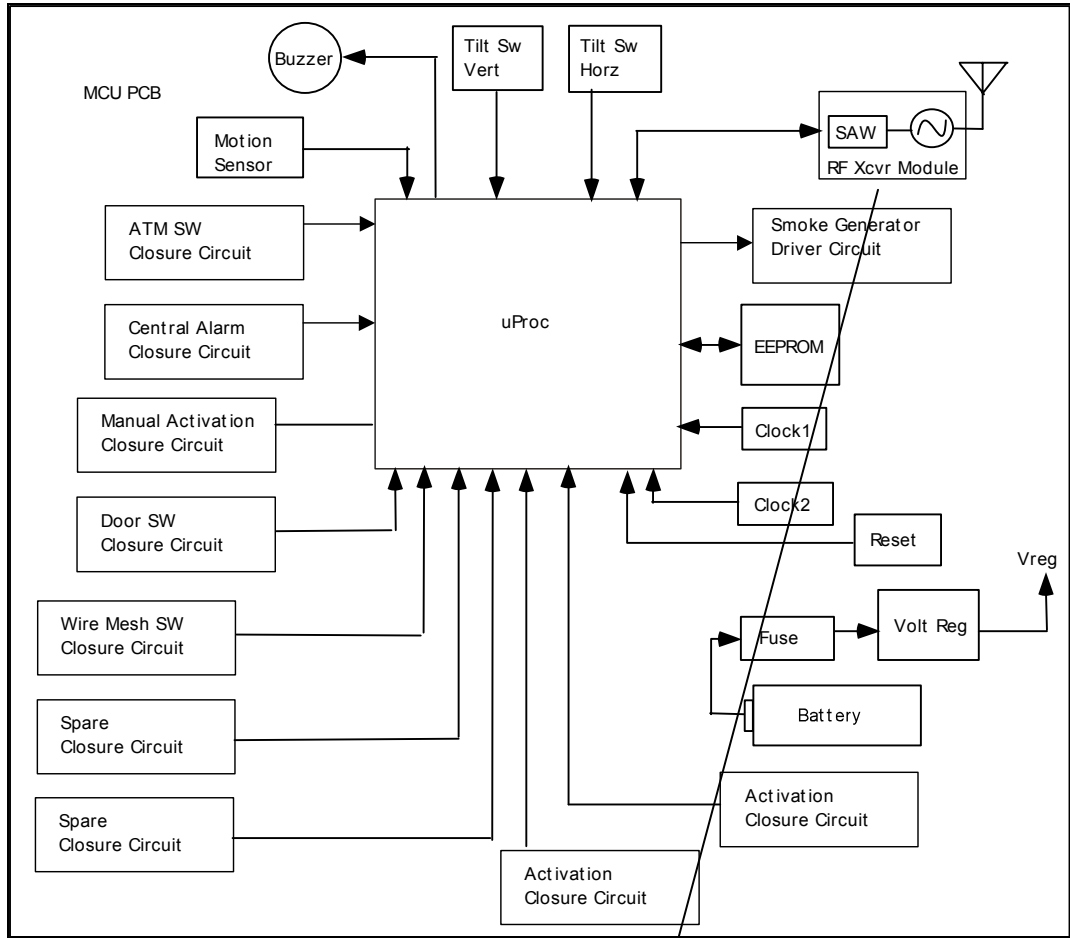 Buzzer
Tilt Sw
Vert
Tilt Sw
Horz
MCU PCB
SAW
RF Xcvr Module
Motion
Sensor
ATM SW
Closure Circuit
Smoke Generator
Driver Circuit
Central Alarm
Closure Circuit
uProc
EEPROM
Manual Activation
Closure Circuit
Clock1
Door SW
Closure Circuit
Clock2
Reset
Vreg
Wire Mesh SW
Closure Circuit
Fuse
Volt Reg
Spare
Closure Circuit
Battery
Spare
Closure Circuit
Activation
Closure Circuit
Activation
Closure Circuit